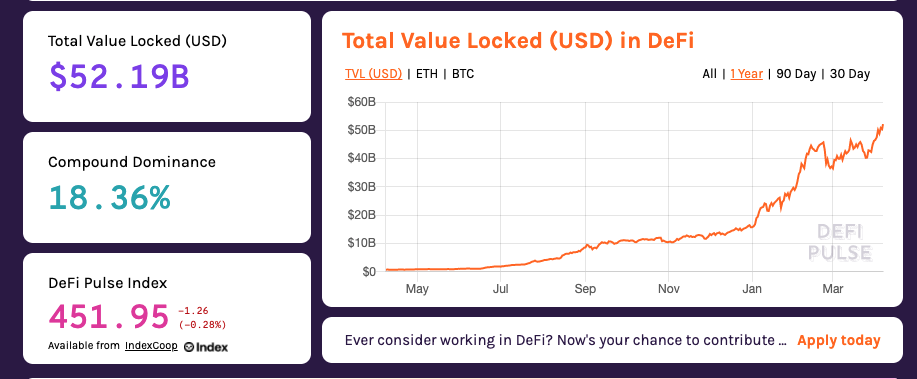 Total Value Locked (USD)
$52.19B
Compound Dominance
18.36%
DeFi Pulse Index
451.95
-1.26
(-0.28%)
Available from IndexCoop Index
Total Value Locked (USD) in DeFi
TVL (USD) | ETH | BTC
All | 1 Year | 90 Day | 30 Day
$60B
$50B
$40B
$30B
$20B
$10B
$0
May Jul Sep Nov Jan Mar
DEFI
PULSE
Ever consider working in DeFi? Now's your chance to contribute ... Apply today